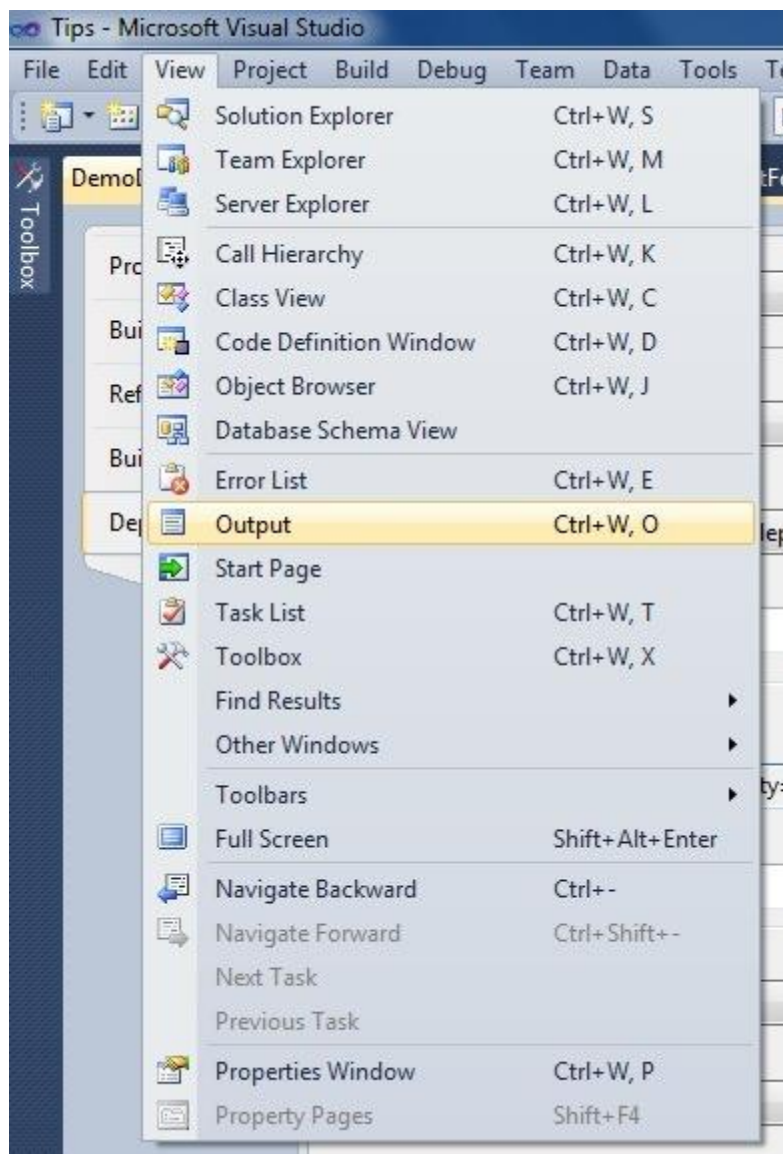 Tips - Microsoft Visual Studio
File Edit View Project Build Debug Team Data Tools
Toolbox
Solution Explorer Ctrl+W, S
Team Explorer Ctrl+W, M
Server Explorer Ctrl+W, L
Call Hierarchy Ctrl+W, K
Class View Ctrl+W, C
Code Definition Window Ctrl+W, D
Object Browser Ctrl+W, J
Database Schema View
Error List Ctrl+W, E
Output Ctrl+W, O
Start Page
Task List Ctrl+W, T
Toolbox Ctrl+W, X
Find Results
Other Windows
Toolbars
Full Screen Shift+Alt+Enter
Navigate Backward Ctrl+-
Navigate Forward Ctrl+Shift+-
Next Task
Previous Task
Properties Window Ctrl+W, P
Property Pages Shift+F4